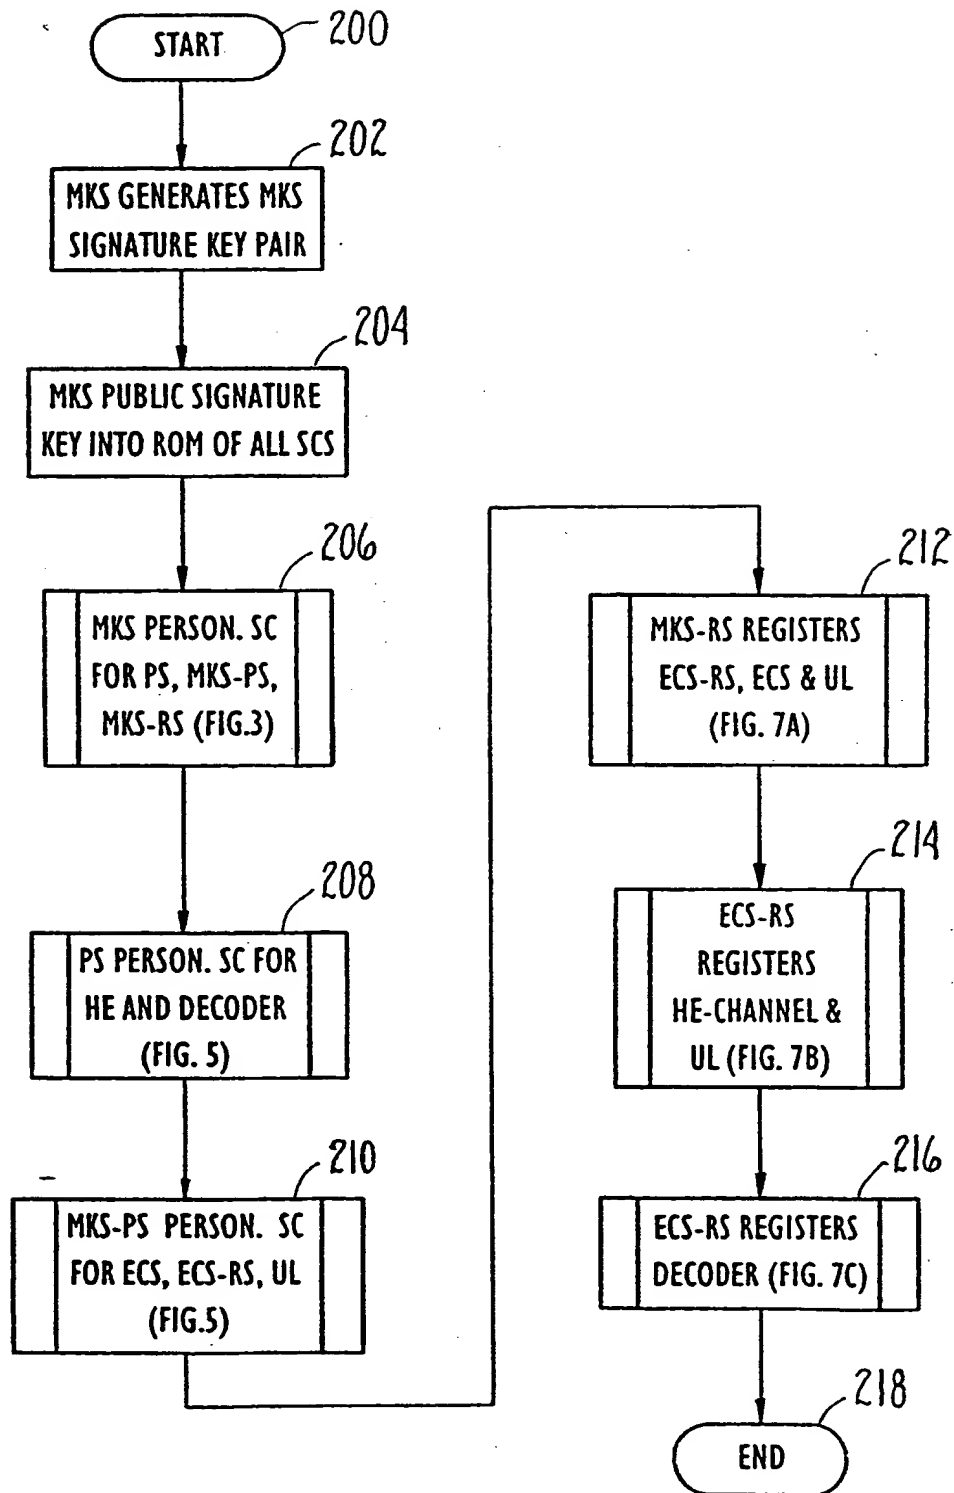 START
200
202
MKS GENERATES MKS
SIGNATURE KEY PAIR
204
MKS PUBLIC SIGNATURE
KEY INTO ROM OF ALL SCS
206
MKS PERSON. SC
FOR PS, MKS-PS,
MKS-RS (FIG.3)
208
PS PERSON. SC FOR
HE AND DECODER
(FIG. 5)
210
MKS-PS PERSON. SC
FOR ECS, ECS-RS, UL
(FIG.5)
212
MKS-RS REGISTERS
ECS-RS, ECS & UL
(FIG. 7A)
214
ECS-RS
REGISTERS
HE-CHANNEL &
UL (FIG. 7B)
216
ECS-RS REGISTERS
DECODER (FIG. 7C)
218
END